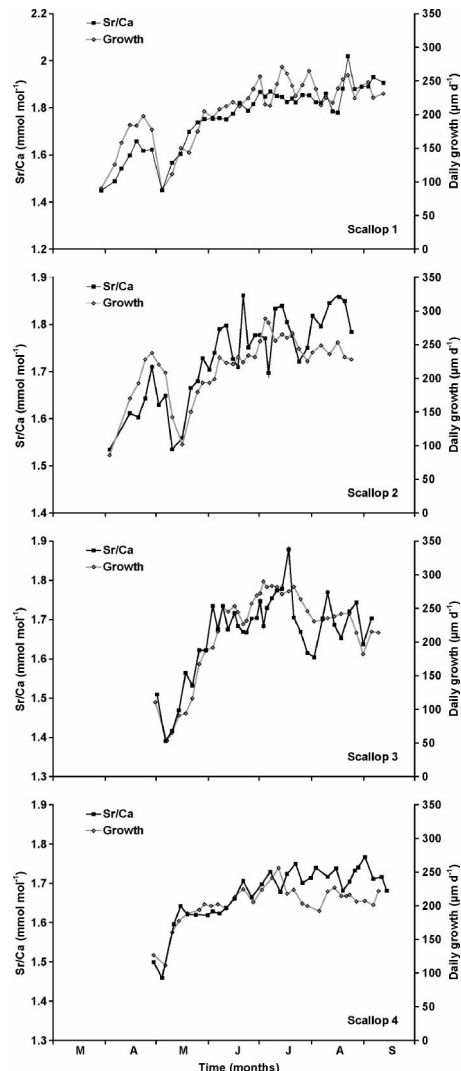 2.2
350
Sr/Ca
Growth
2
300
250
1.8
200
1.6
150
100
1.4
50
Scallop 1
1.2
0
Sr/Ca (mmol mol⁻¹)
Daily growth (µm d⁻¹)
1.9
350
Sr/Ca
Growth
300
1.8
250
1.7
200
1.6
150
100
1.5
50
Scallop 2
1.4
0
Sr/Ca (mmol mol⁻¹)
Daily growth (µm d⁻¹)
1.9
350
Sr/Ca
Growth
300
1.8
250
1.7
200
1.6
150
1.5
100
1.4
50
Scallop 3
1.3
0
Sr/Ca (mmol mol⁻¹)
Daily growth (µm d⁻¹)
1.9
350
Sr/Ca
Growth
300
1.8
250
1.7
200
1.6
150
1.5
100
1.4
50
Scallop 4
1.3
0
Sr/Ca (mmol mol⁻¹)
Daily growth (µm d⁻¹)
M A M J J A S
Time (months)